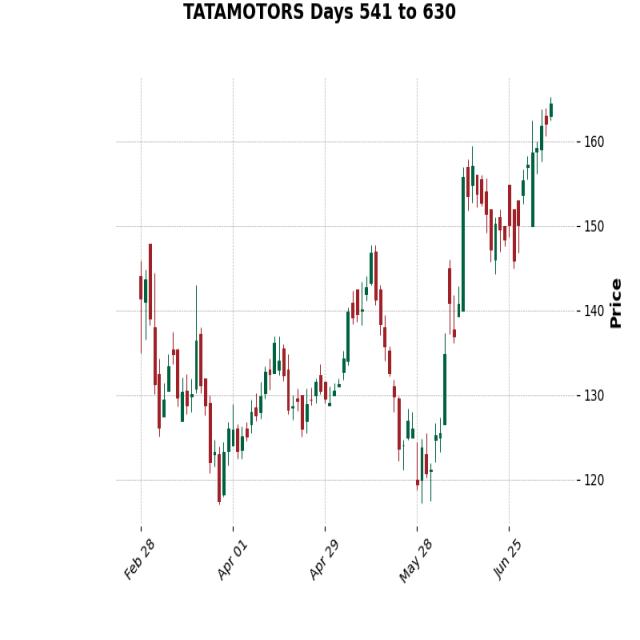 TATAMOTORS Days 541 to 630
160
150
140
130
120
Price
Feb 28
Apr 01
Apr 29
May 28
Jun 25